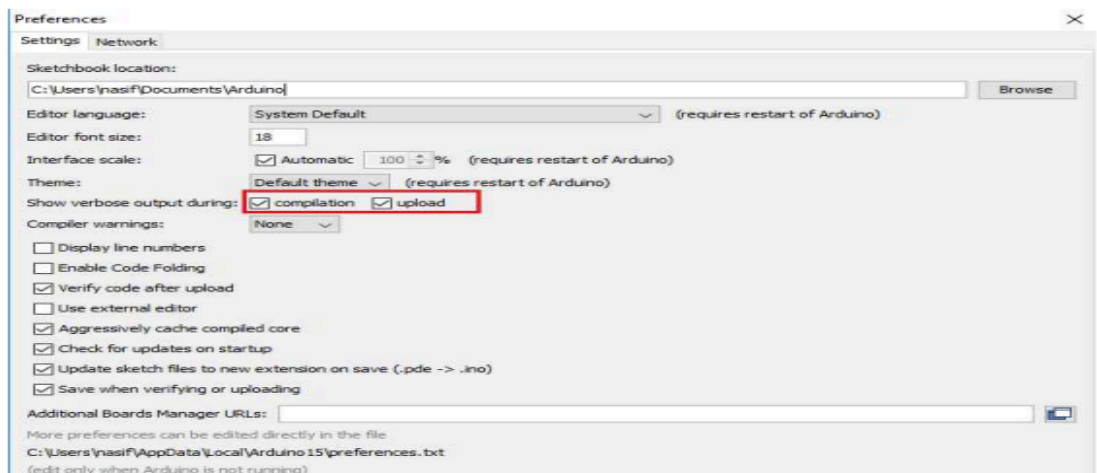 Preferences
Settings Network
Sketchbook location:
C:\Users\nasif\Documents\Arduino Browse
Editor language: System Default (requires restart of Arduino)
Editor font size: 18
Interface scale: Automatic 100 % (requires restart of Arduino)
Theme: Default theme (requires restart of Arduino)
Show verbose output during: compilation upload
Compiler warnings: None
Display line numbers
Enable Code Folding
Verify code after upload
Use external editor
Aggressively cache compiled core
Check for updates on startup
Update sketch files to new extension on save (.pde -> .ino)
Save when verifying or uploading
Additional Boards Manager URLs:
More preferences can be edited directly in the file
C:\Users\nasif\AppData\Local\Arduino15\preferences.txt
(edit only when Arduino is not running)